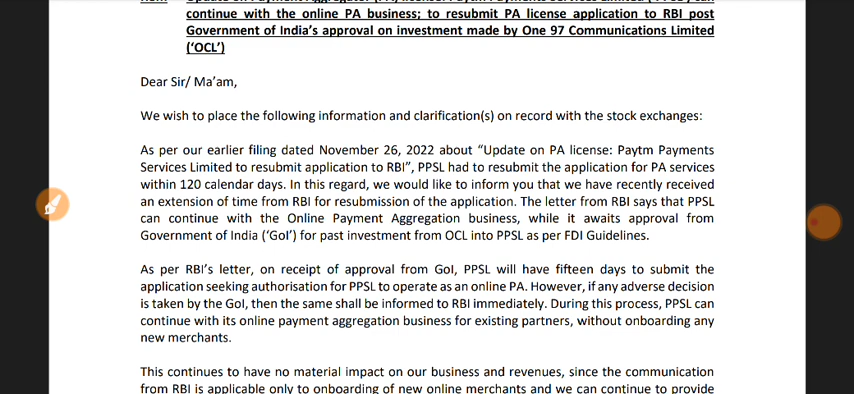 continue with the online PA business; to resubmit PA license application to RBI post
Government of India's approval on investment made by One 97 Communications Limited
('OCL')
Dear Sir/ Ma'am,
We wish to place the following information and clarification(s) on record with the stock exchanges:
As per our earlier filing dated November 26, 2022 about “Update on PA license: Paytm Payments
Services Limited to resubmit application to RBI”, PPSL had to resubmit the application for PA services
within 120 calendar days. In this regard, we would like to inform you that we have recently received
an extension of time from RBI for resubmission of the application. The letter from RBI says that PPSL
can continue with the Online Payment Aggregation business, while it awaits approval from
Government of India ('GoI') for past investment from OCL into PPSL as per FDI Guidelines.
As per RBI's letter, on receipt of approval from GoI, PPSL will have fifteen days to submit the
application seeking authorisation for PPSL to operate as an online PA. However, if any adverse decision
is taken by the GoI, then the same shall be informed to RBI immediately. During this process, PPSL can
continue with its online payment aggregation business for existing partners, without onboarding any
new merchants.
This continues to have no material impact on our business and revenues, since the communication
from RBI is applicable only to onboarding of new online merchants and we can continue to provide